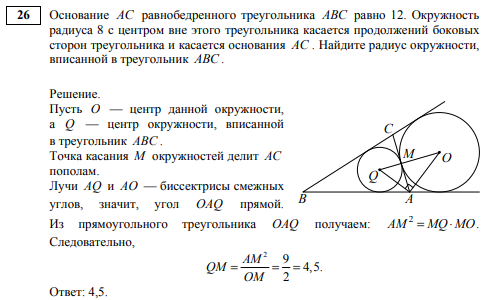 26 Основание AC равнобедренного треугольника ABC равно 12. Окружность
радиуса 8 с центром вне этого треугольника касается продолжений боковых
сторон треугольника и касается основания AC. Найдите радиус окружности,
вписанной в треугольник ABC.
Решение.
Пусть O — центр данной окружности,
а Q — центр окружности, вписанной
в треугольник ABC.
Точка касания M окружностей делит AC
пополам.
Лучи AQ и AO — биссектрисы смежных
углов, значит, угол OAQ прямой.
C
M
O
Q
B
A
Из прямоугольного треугольника OAQ получаем: AM² = MQ · MO.
Следовательно,
QM = AM²/OM = 9/2 = 4,5.
Ответ: 4,5.